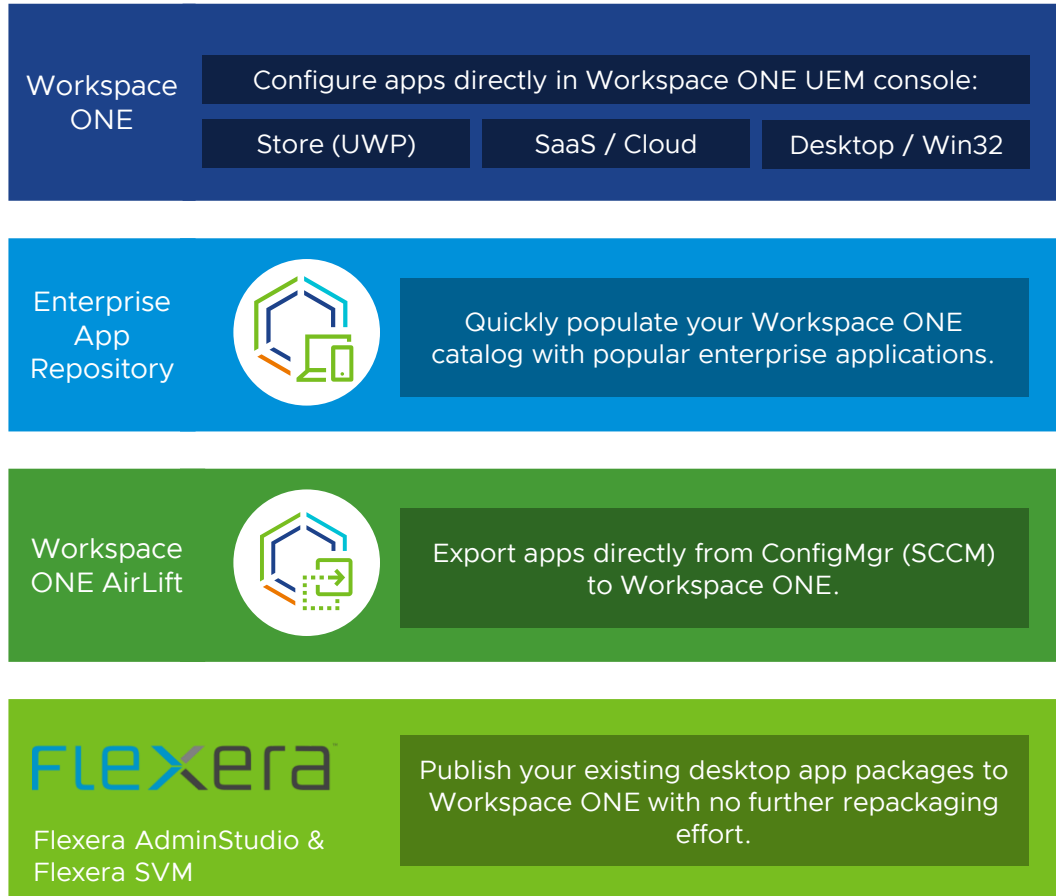 Workspace
ONE
Configure apps directly in Workspace ONE UEM console:
Store (UWP)
SaaS / Cloud
Desktop / Win32
Enterprise
App
Repository
Quickly populate your Workspace ONE
catalog with popular enterprise applications.
Workspace
ONE AirLift
Export apps directly from ConfigMgr (SCCM)
to Workspace ONE.
FLEXERA
Flexera AdminStudio &
Flexera SVM
Publish your existing desktop app packages to
Workspace ONE with no further repackaging
effort.